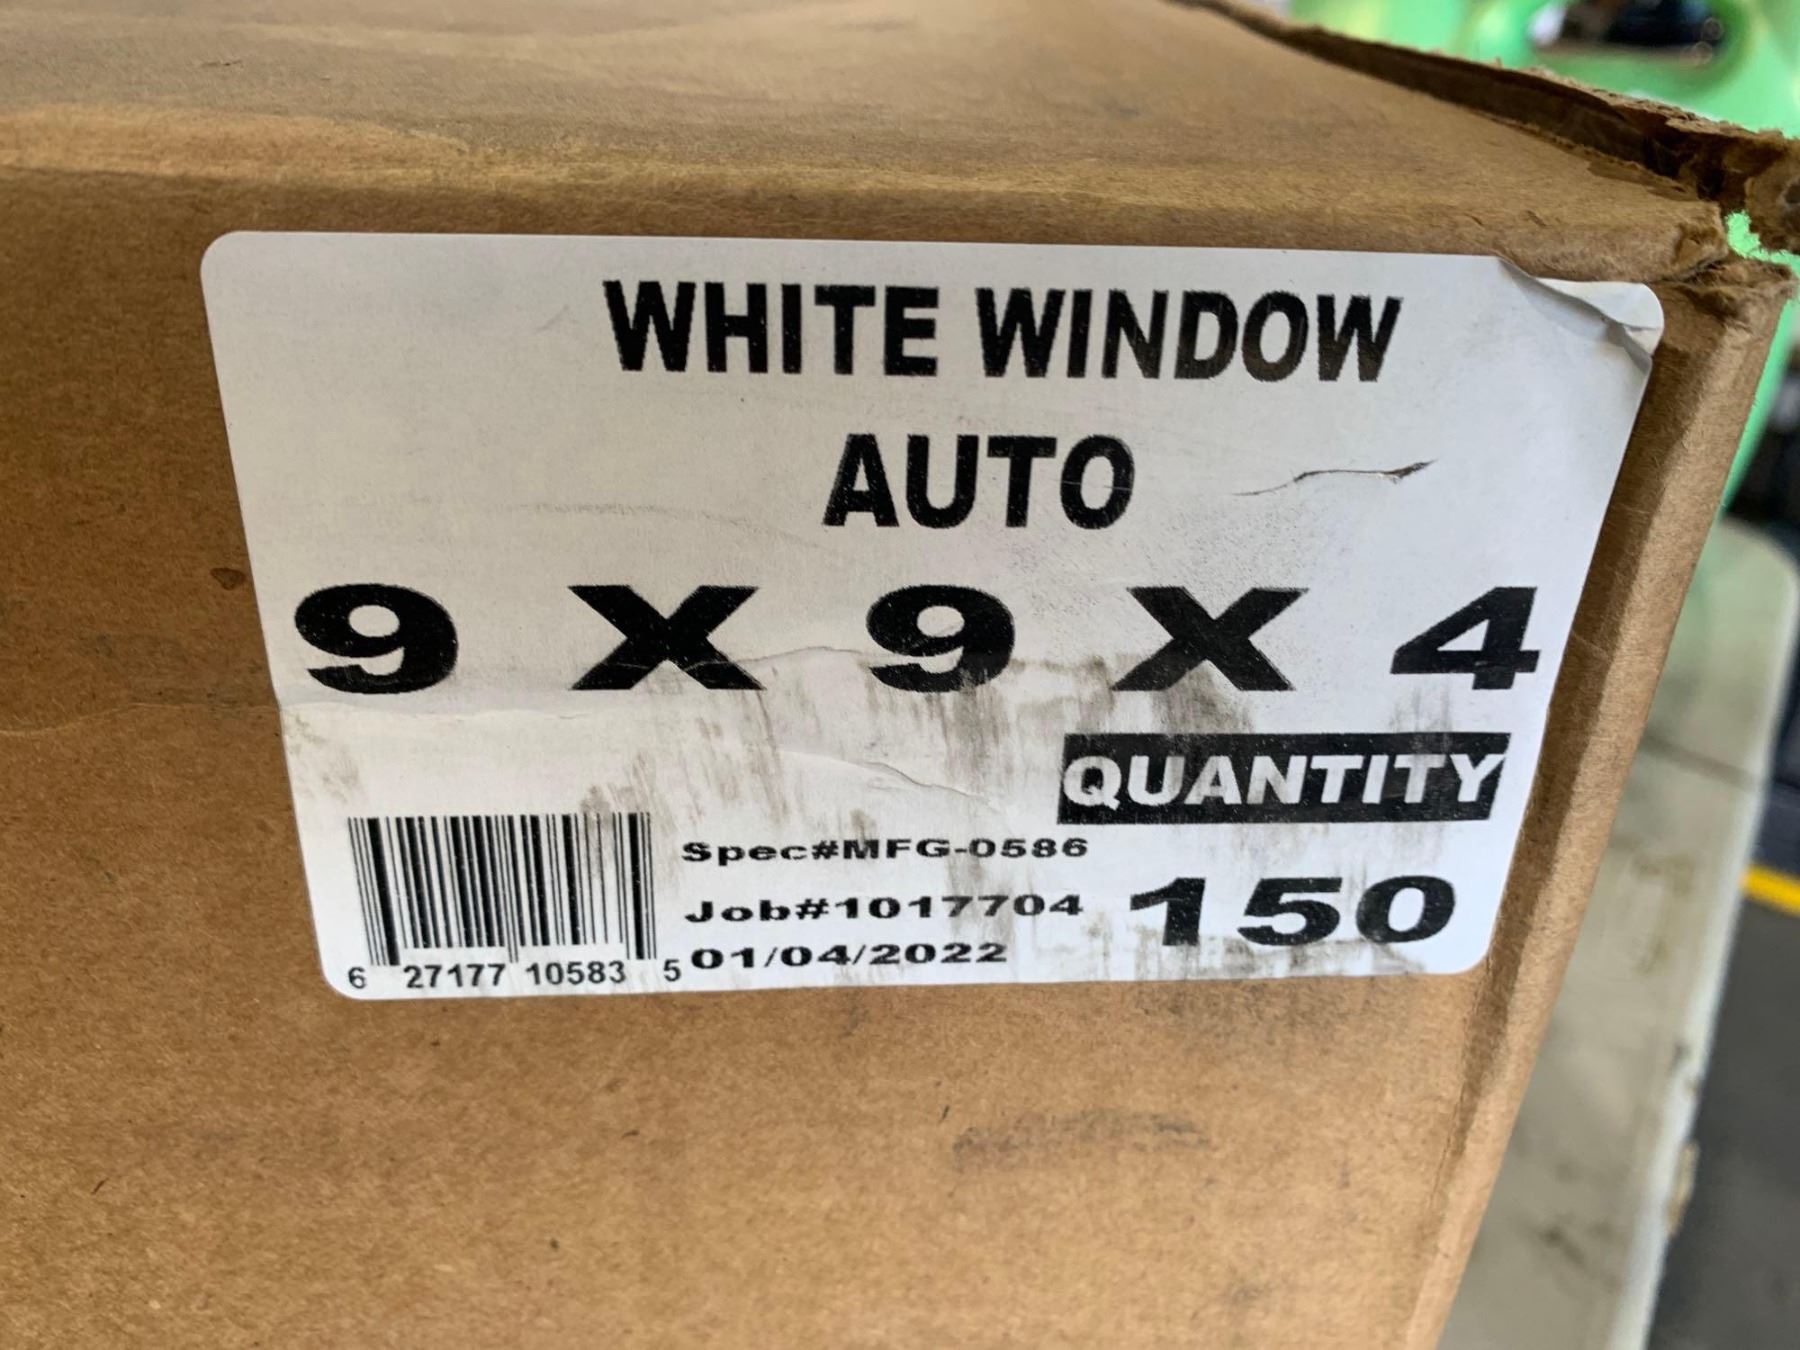 WHITE WINDOW
AUTO
9 X 9 X 4
QUANTITY
Spec#MFG-0586
Job#1017704
150
01/04/2022
6 27177 10583 5